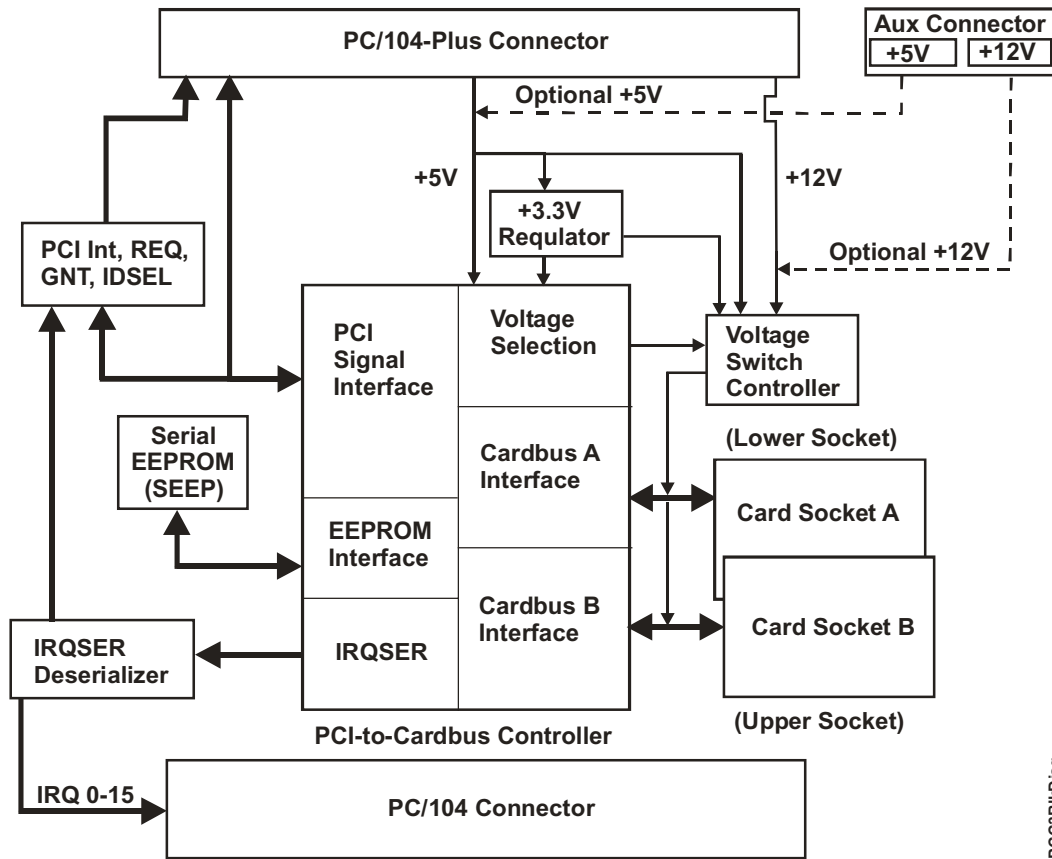 PC/104-Plus Connector
Aux Connector
+5V
+12V
Optional +5V
+5V
+12V
+3.3V
Requlator
Optional +12V
PCI Int, REQ,
GNT, IDSEL
PCI
Signal
Interface
Voltage
Selection
Voltage
Switch
Controller
Serial
EEPROM
(SEEP)
Cardbus A
Interface
(Lower Socket)
Card Socket A
EEPROM
Interface
Cardbus B
Interface
Card Socket B
IRQSER
Deserializer
IRQSER
(Upper Socket)
PCI-to-Cardbus Controller
IRQ 0-15
PC/104 Connector